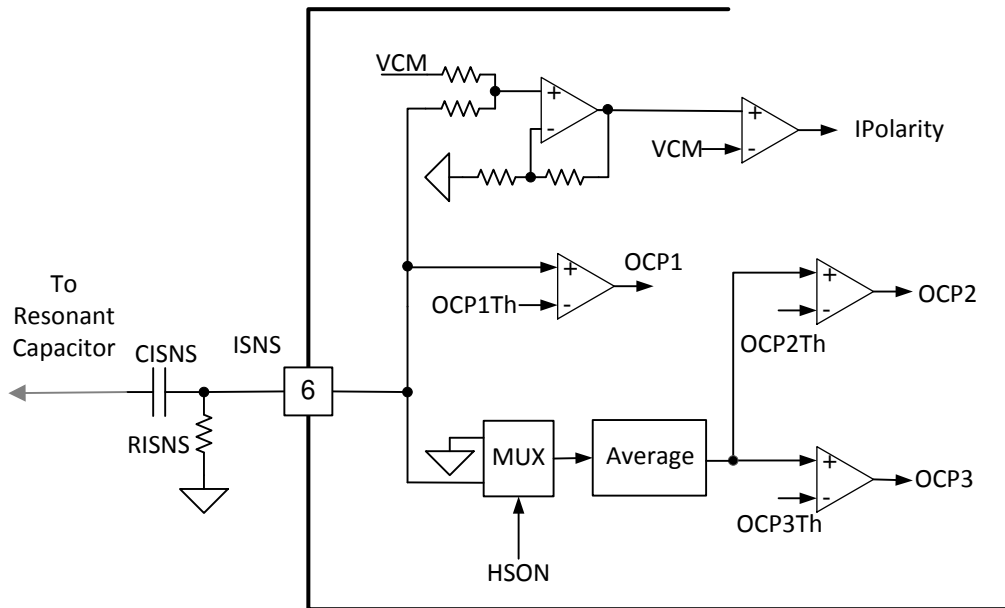 VCM
+
-
+
VCM
-
IPolarity
+
OCP1
OCP1Th
-
+
OCP2
-
OCP2Th
To
Resonant
Capacitor
CISNS
ISNS
6
RISNS
MUX
Average
+
OCP3
-
OCP3Th
HSON